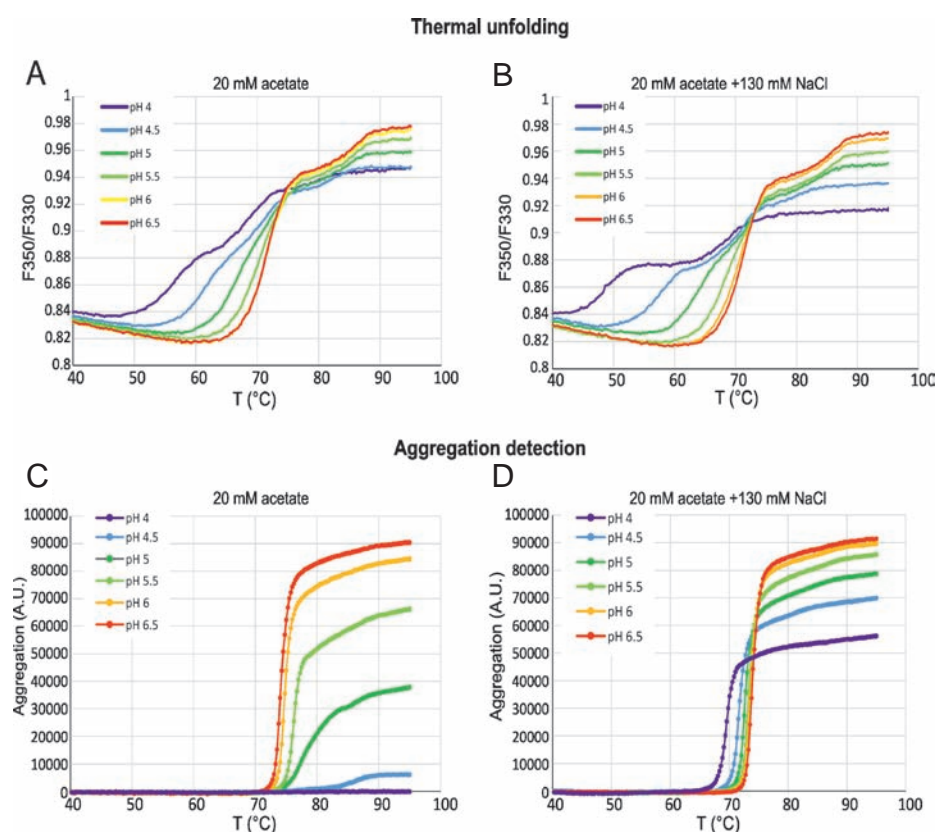 Thermal unfolding
A
20 mM acetate
1
0.98
0.96
0.94
0.92
0.9
0.88
0.86
0.84
0.82
0.8
F350/F330
pH 4
pH 4.5
pH 5
pH 5.5
pH 6
pH 6.5
40 50 60 70 80 90 100
T (°C)
B
20 mM acetate +130 mM NaCl
1
0.98
0.96
0.94
0.92
0.9
0.88
0.86
0.84
0.82
0.8
F350/F330
pH 4
pH 4.5
pH 5
pH 5.5
pH 6
pH 6.5
40 50 60 70 80 90 100
T (°C)
Aggregation detection
C
20 mM acetate
100000
90000
80000
70000
60000
50000
40000
30000
20000
10000
0
Aggregation (A.U.)
pH 4
pH 4.5
pH 5
pH 5.5
pH 6
pH 6.5
40 50 60 70 80 90 100
T (°C)
D
20 mM acetate +130 mM NaCl
100000
90000
80000
70000
60000
50000
40000
30000
20000
10000
0
Aggregation (A.U.)
pH 4
pH 4.5
pH 5
pH 5.5
pH 6
pH 6.5
40 50 60 70 80 90 100
T (°C)